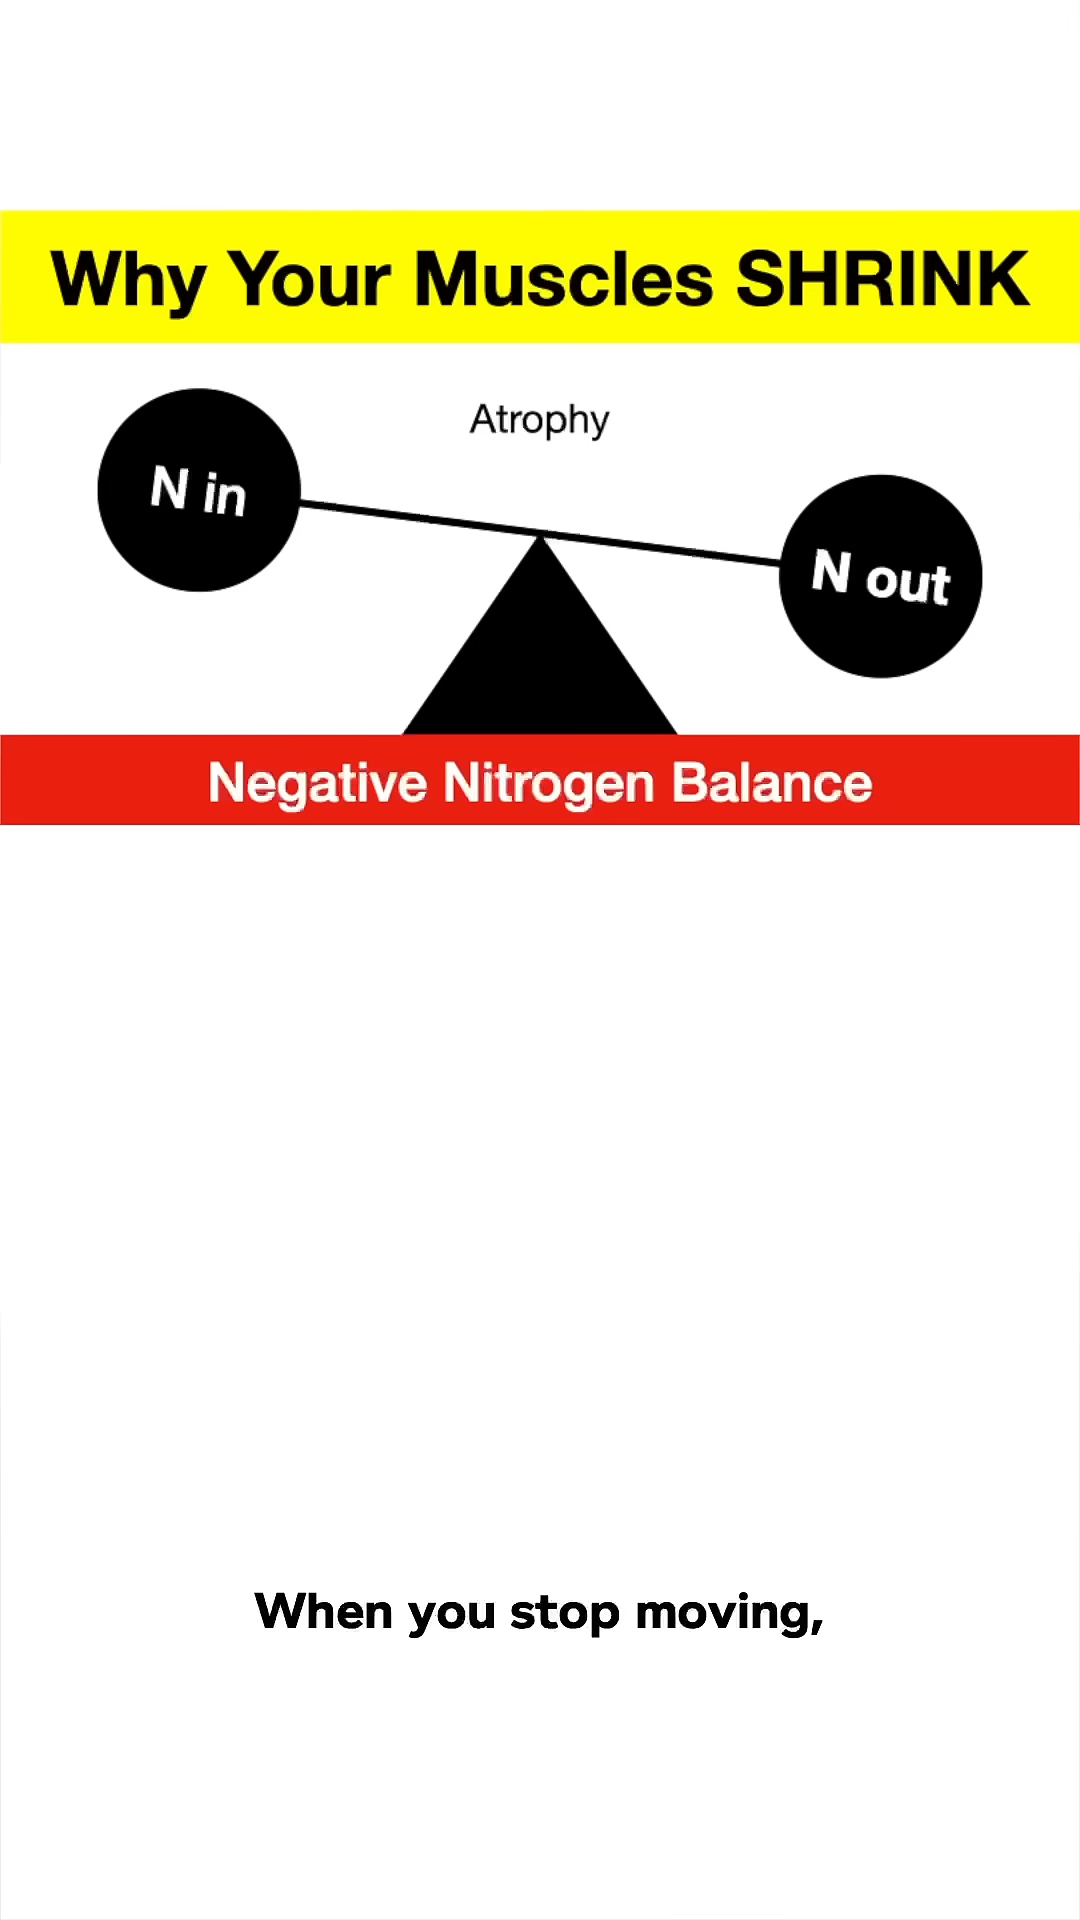 Why Your Muscles SHRINK
Atrophy
N in
N out
Negative Nitrogen Balance
When you stop moving,